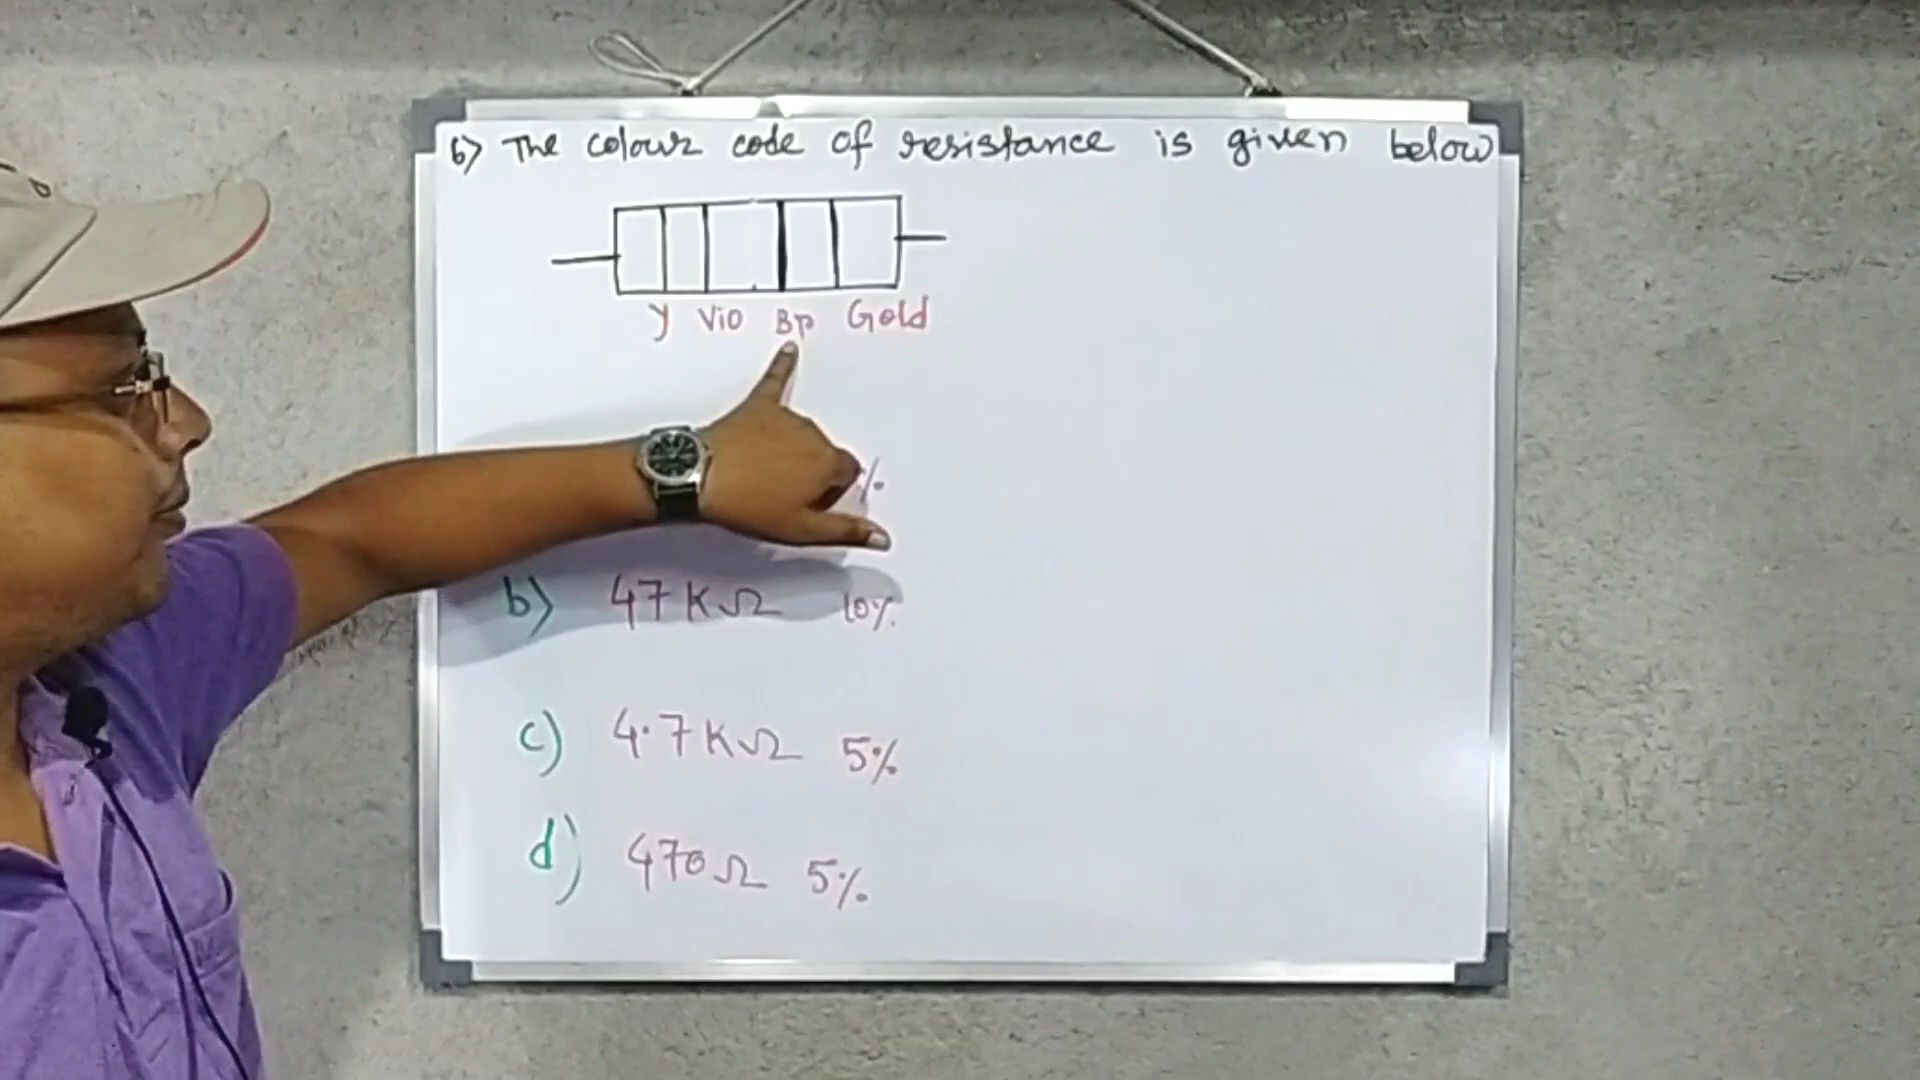 6) The colour code of resistance is given below
Y Vio Br Gold
%
b) 47 KΩ 10%
c) 4.7 KΩ 5%
d) 470 Ω 5%